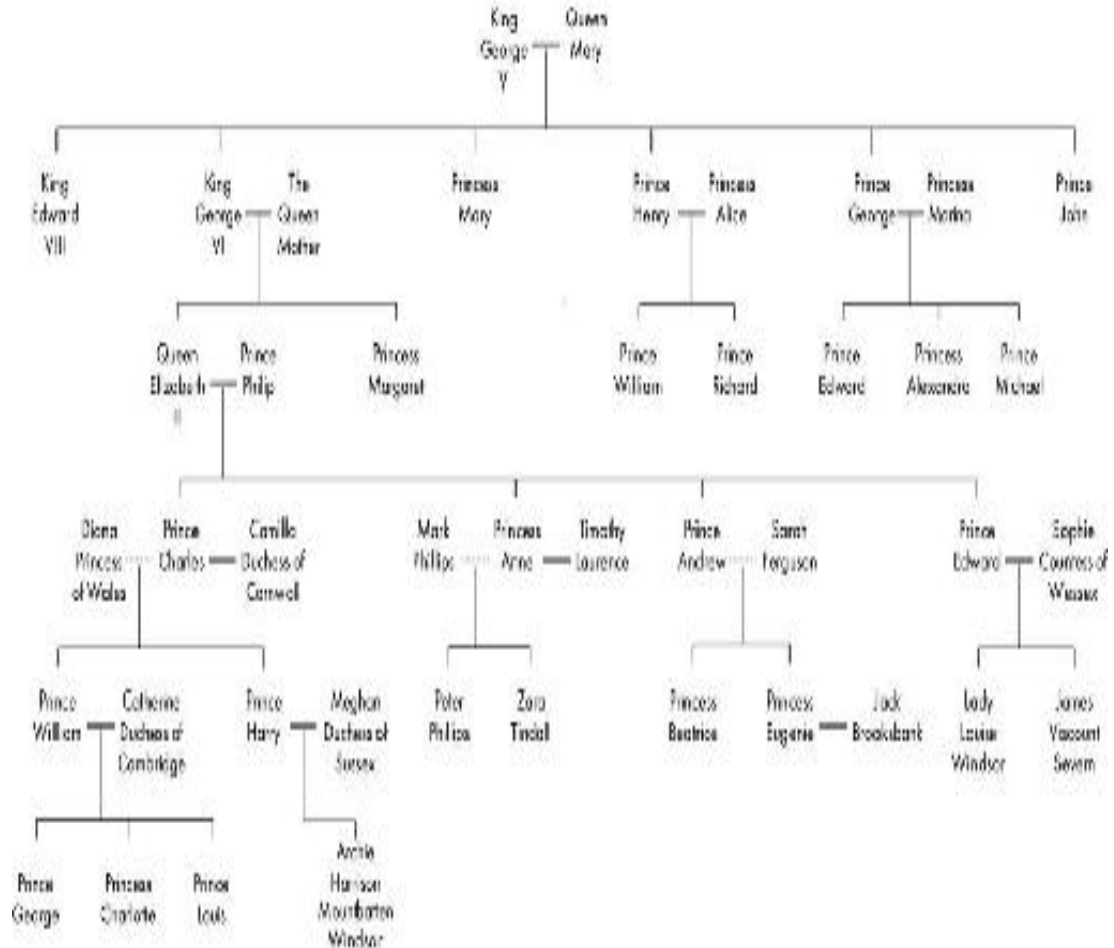 King Queen
George Mary
V
King King The Princess Prince Princess Prince Princess Prince
Edward George Queen Mary Henry Alice George Marina John
VIII VI Mother
Queen Prince Princess Prince Prince Prince Princess Prince
Elizabeth Philip Margaret William Richard Edward Alexandra Michael
II
Diana Prince Camilla Mark Princess Timothy Prince Sarah Prince Sophie
Princess Charles Duchess of Phillips Anne Laurence Andrew Ferguson Edward Countess of
of Wales Cornwall Wessex
Prince Catherine Prince Meghan Peter Zara Princess Princess Jack Lady James
William Duchess of Harry Duchess of Phillips Tindall Beatrice Eugenie Brooksbank Louise Viscount
Cambridge Sussex Windsor Severn
Archie
Prince Princess Prince Harrison
George Charlotte Louis Mountbatten
Windsor